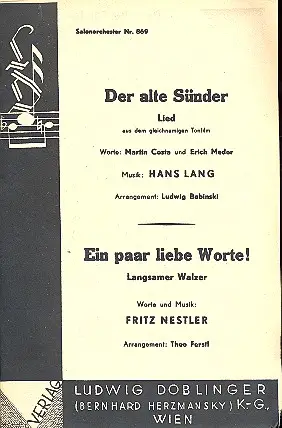 Salonorchester Nr. 869
Der alte Sünder
Lied
aus dem gleichnamigen Tonfilm
Worte: Martin Costa und Erich Meder
Musik: HANS LANG
Arrangement: Ludwig Babinski
Ein paar liebe Worte!
Langsamer Walzer
Worte und Musik:
FRITZ NESTLER
Arrangement: Theo Ferstl
VERLAG
LUDWIG DOBLINGER
(BERNHARD HERZMANSKY) K-G.,
WIEN